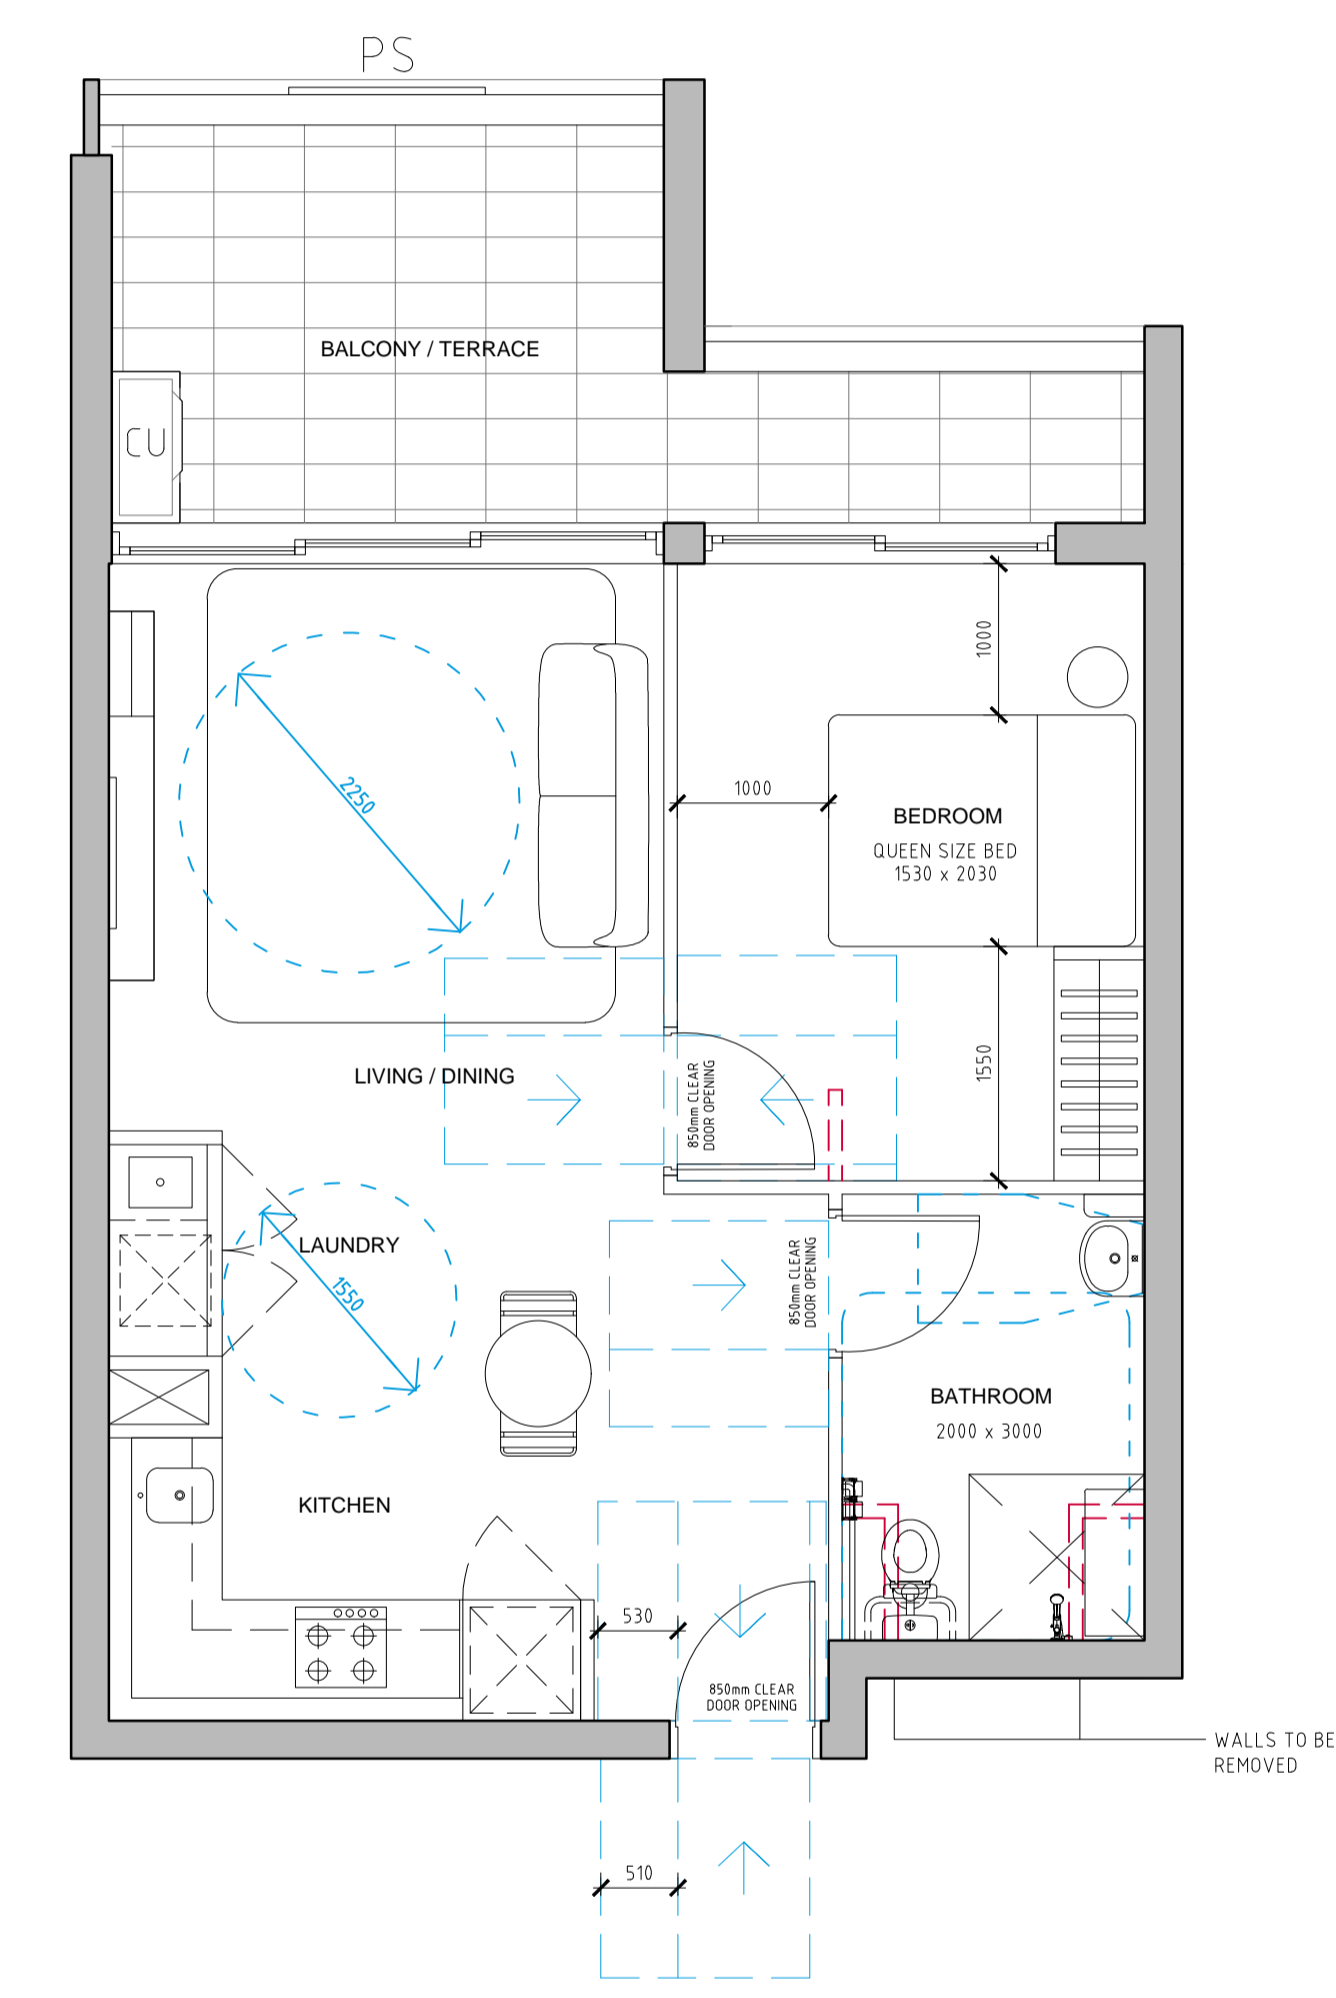 PS
BALCONY / TERRACE
CU
1000
2250
1000
BEDROOM
QUEEN SIZE BED
1530 x 2030
LIVING / DINING
850mm CLEAR
DOOR OPENING
1550
LAUNDRY
1550
850mm CLEAR
DOOR OPENING
BATHROOM
2000 x 3000
KITCHEN
530
850mm CLEAR
DOOR OPENING
WALLS TO BE
REMOVED
510